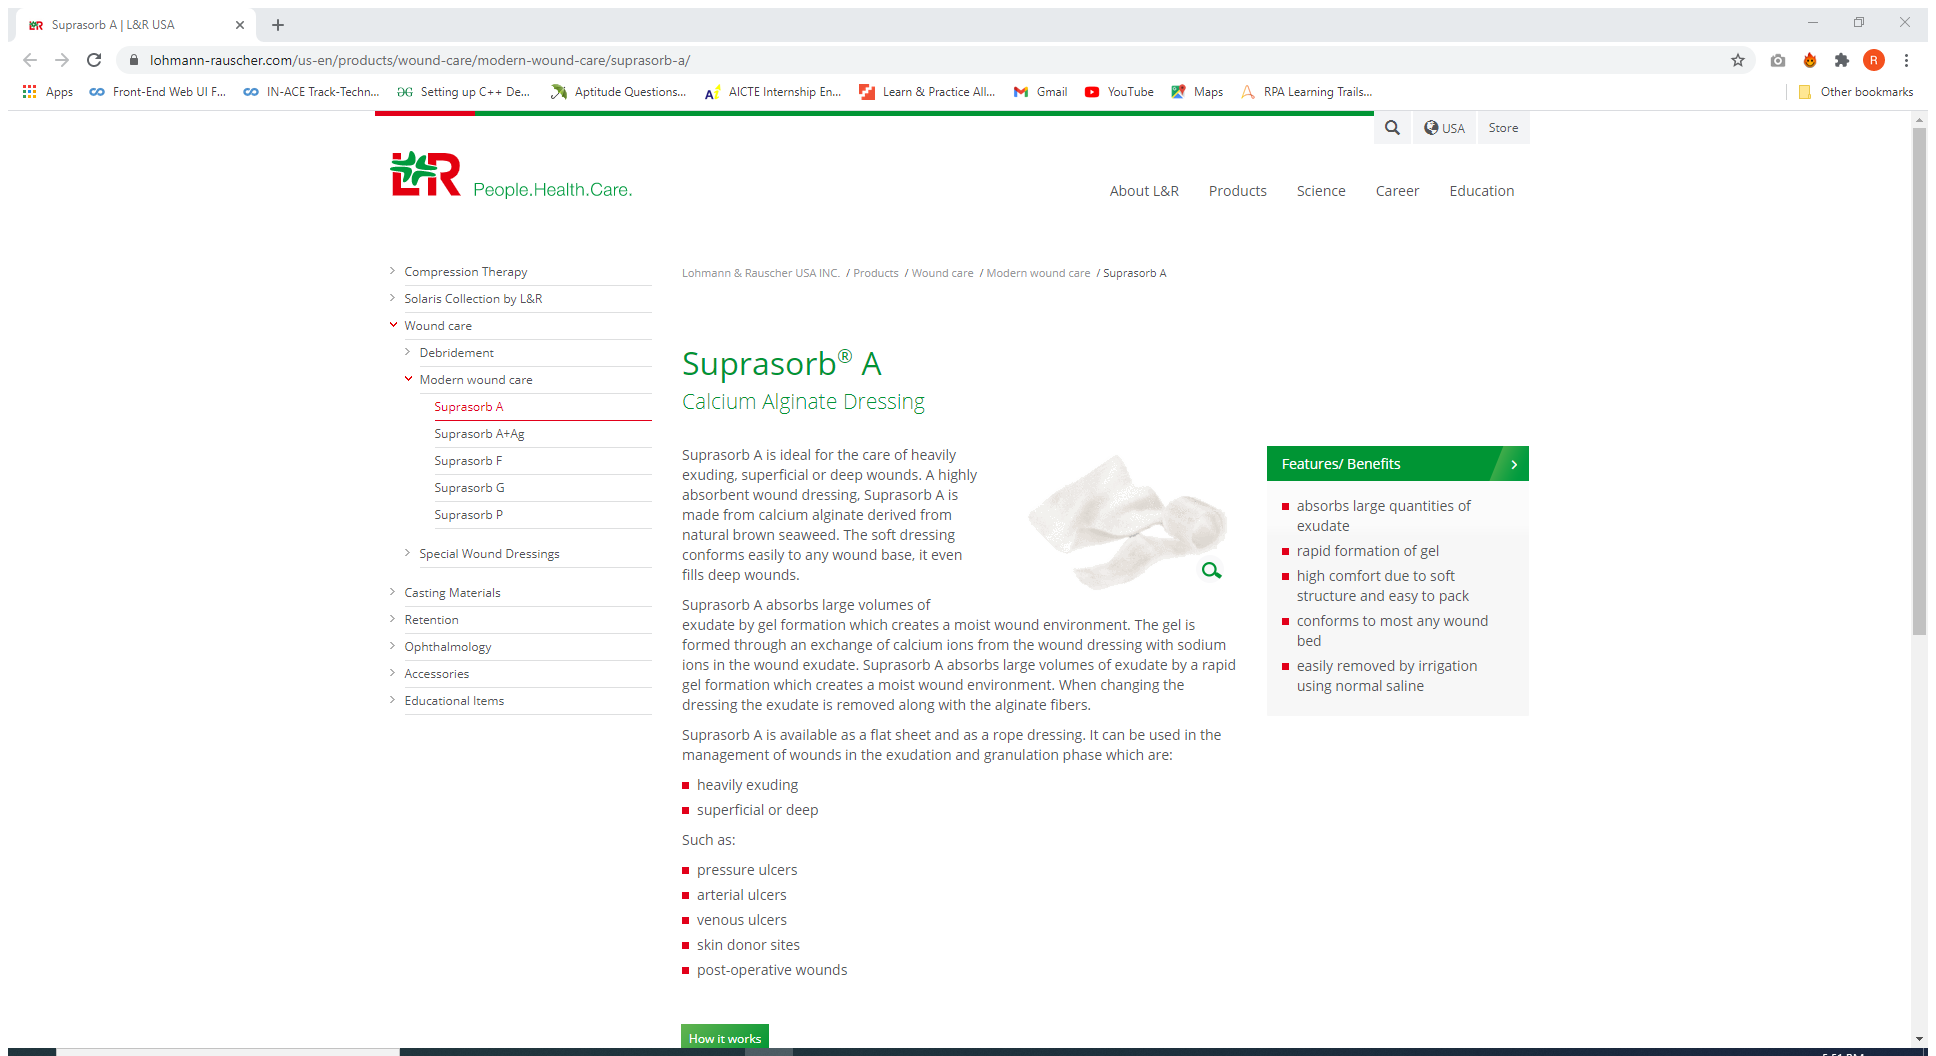 L&R Suprasorb A | L&R USA
lohmann-rauscher.com/us-en/products/wound-care/modern-wound-care/suprasorb-a/
R
Apps Front-End Web UI F... IN-ACE Track-Techn... Setting up C++ De... Aptitude Questions... AICTE Internship En... Learn & Practice All... Gmail YouTube Maps RPA Learning Trails... Other bookmarks
USA Store
L&R People.Health.Care.
About L&R Products Science Career Education
Compression Therapy
Solaris Collection by L&R
Wound care
Debridement
Modern wound care
Suprasorb A
Suprasorb A+Ag
Suprasorb F
Suprasorb G
Suprasorb P
Special Wound Dressings
Casting Materials
Retention
Ophthalmology
Accessories
Educational Items
Lohmann & Rauscher USA INC. / Products / Wound care / Modern wound care / Suprasorb A
Suprasorb® A
Calcium Alginate Dressing
Suprasorb A is ideal for the care of heavily
exuding, superficial or deep wounds. A highly
absorbent wound dressing, Suprasorb A is
made from calcium alginate derived from
natural brown seaweed. The soft dressing
conforms easily to any wound base, it even
fills deep wounds.
Suprasorb A absorbs large volumes of
exudate by gel formation which creates a moist wound environment. The gel is
formed through an exchange of calcium ions from the wound dressing with sodium
ions in the wound exudate. Suprasorb A absorbs large volumes of exudate by a rapid
gel formation which creates a moist wound environment. When changing the
dressing the exudate is removed along with the alginate fibers.
Suprasorb A is available as a flat sheet and as a rope dressing. It can be used in the
management of wounds in the exudation and granulation phase which are:
heavily exuding
superficial or deep
Such as:
pressure ulcers
arterial ulcers
venous ulcers
skin donor sites
post-operative wounds
How it works
Features/ Benefits
absorbs large quantities of
exudate
rapid formation of gel
high comfort due to soft
structure and easy to pack
conforms to most any wound
bed
easily removed by irrigation
using normal saline